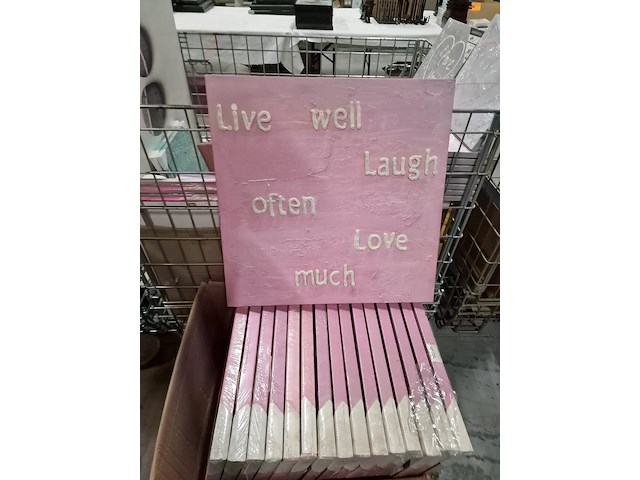 Live well
Laugh
often
Love
much